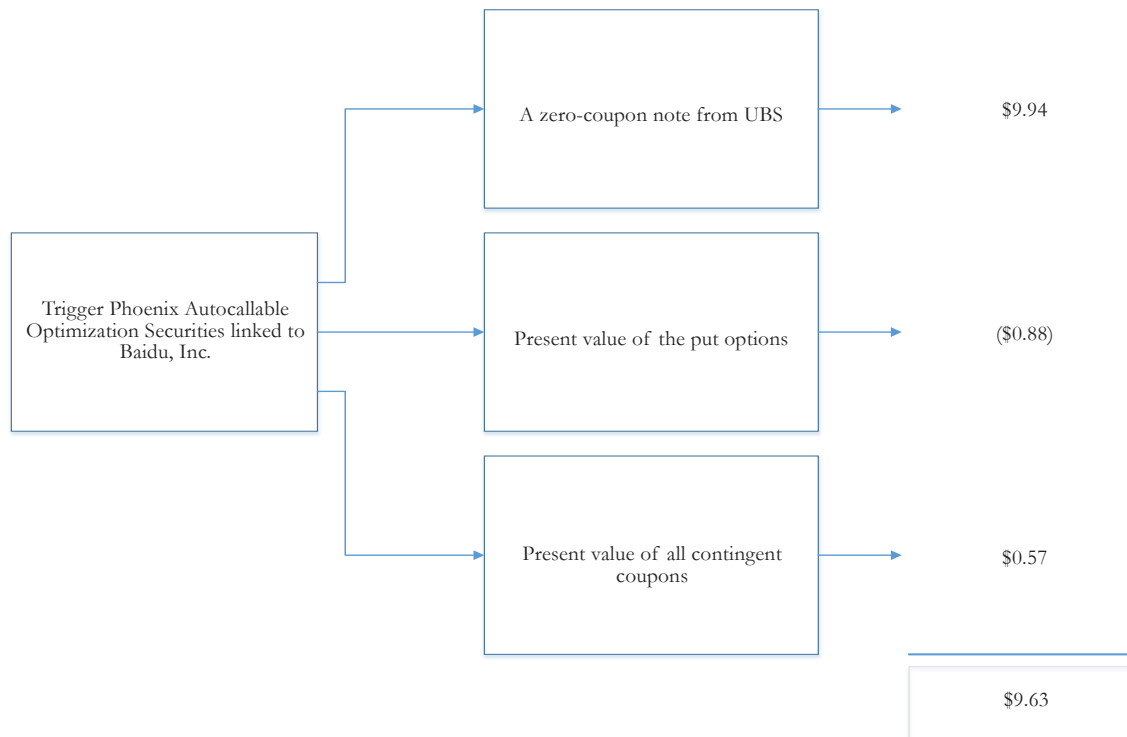 A zero-coupon note from UBS
$9.94
Trigger Phoenix Autocallable
Optimization Securities linked to
Baidu, Inc.
Present value of the put options
($0.88)
Present value of all contingent
coupons
$0.57
$9.63